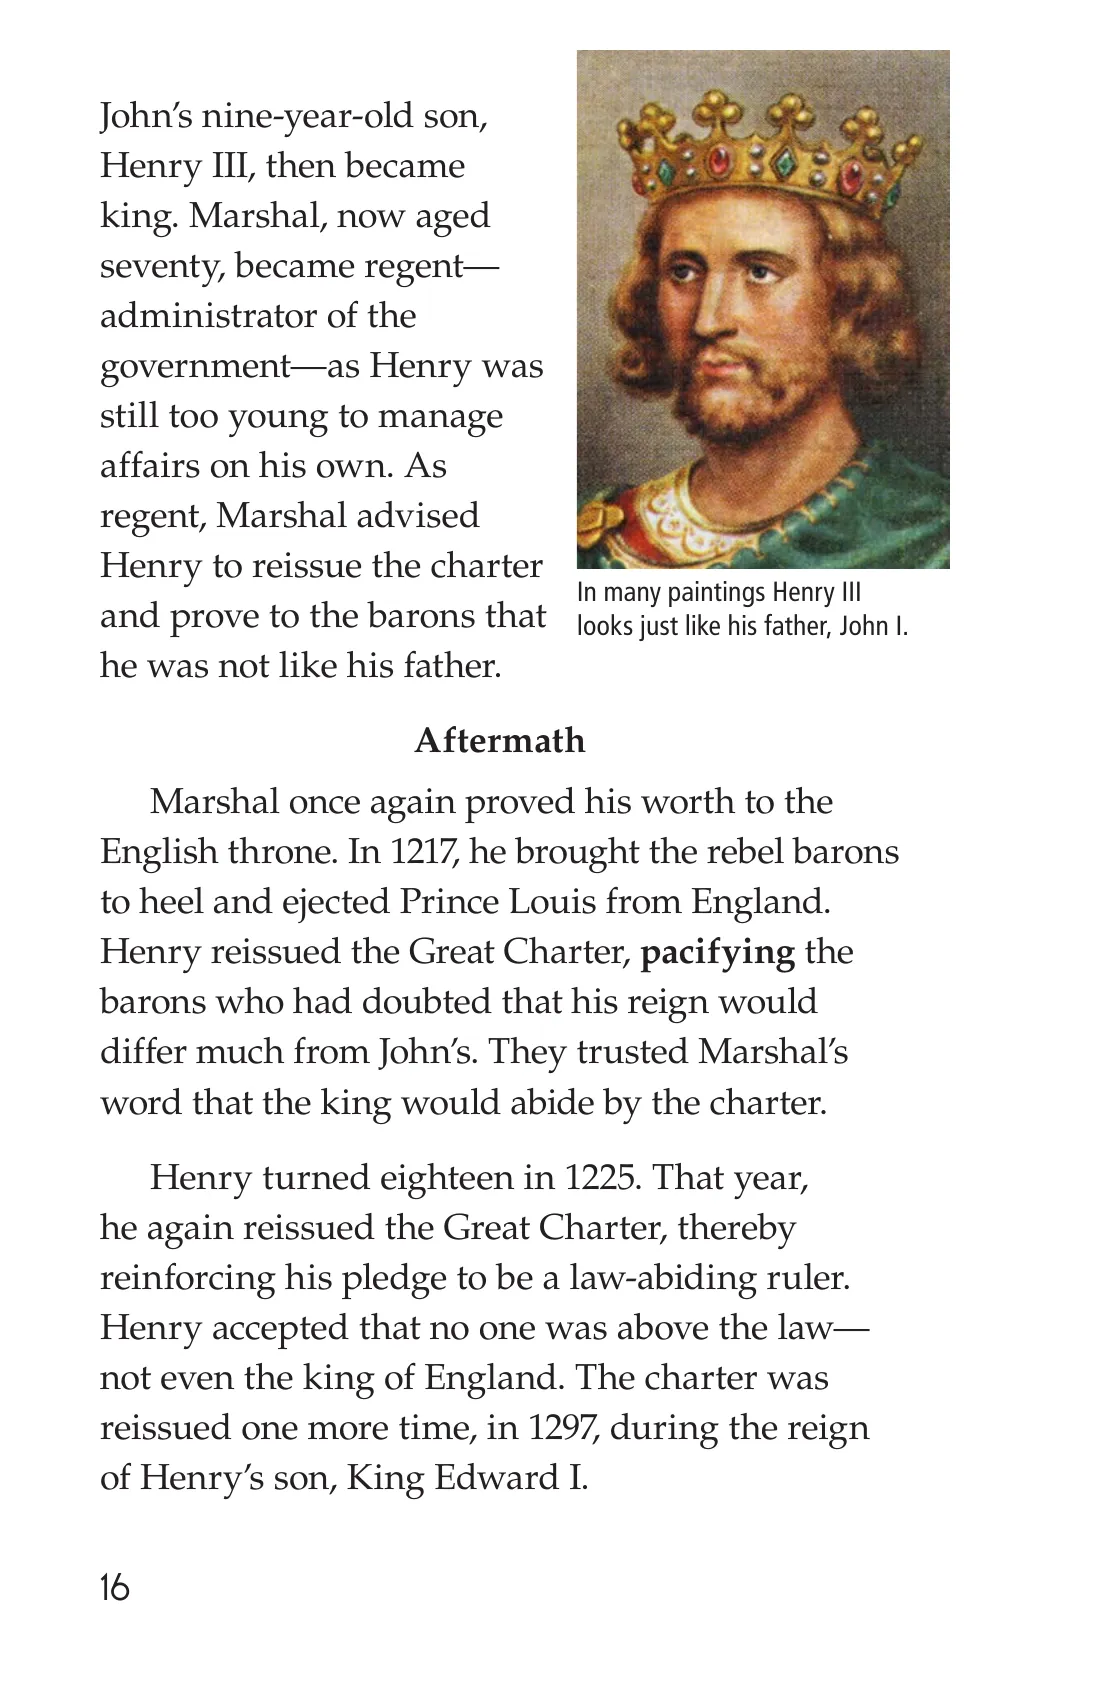 John’s nine-year-old son,
Henry III, then became
king. Marshal, now aged
seventy, became regent—
administrator of the
government—as Henry was
still too young to manage
affairs on his own. As
regent, Marshal advised
Henry to reissue the charter
and prove to the barons that
he was not like his father.
In many paintings Henry III
looks just like his father, John I.
Aftermath
Marshal once again proved his worth to the
English throne. In 1217, he brought the rebel barons
to heel and ejected Prince Louis from England.
Henry reissued the Great Charter, pacifying the
barons who had doubted that his reign would
differ much from John’s. They trusted Marshal’s
word that the king would abide by the charter.
Henry turned eighteen in 1225. That year,
he again reissued the Great Charter, thereby
reinforcing his pledge to be a law-abiding ruler.
Henry accepted that no one was above the law—
not even the king of England. The charter was
reissued one more time, in 1297, during the reign
of Henry’s son, King Edward I.
16